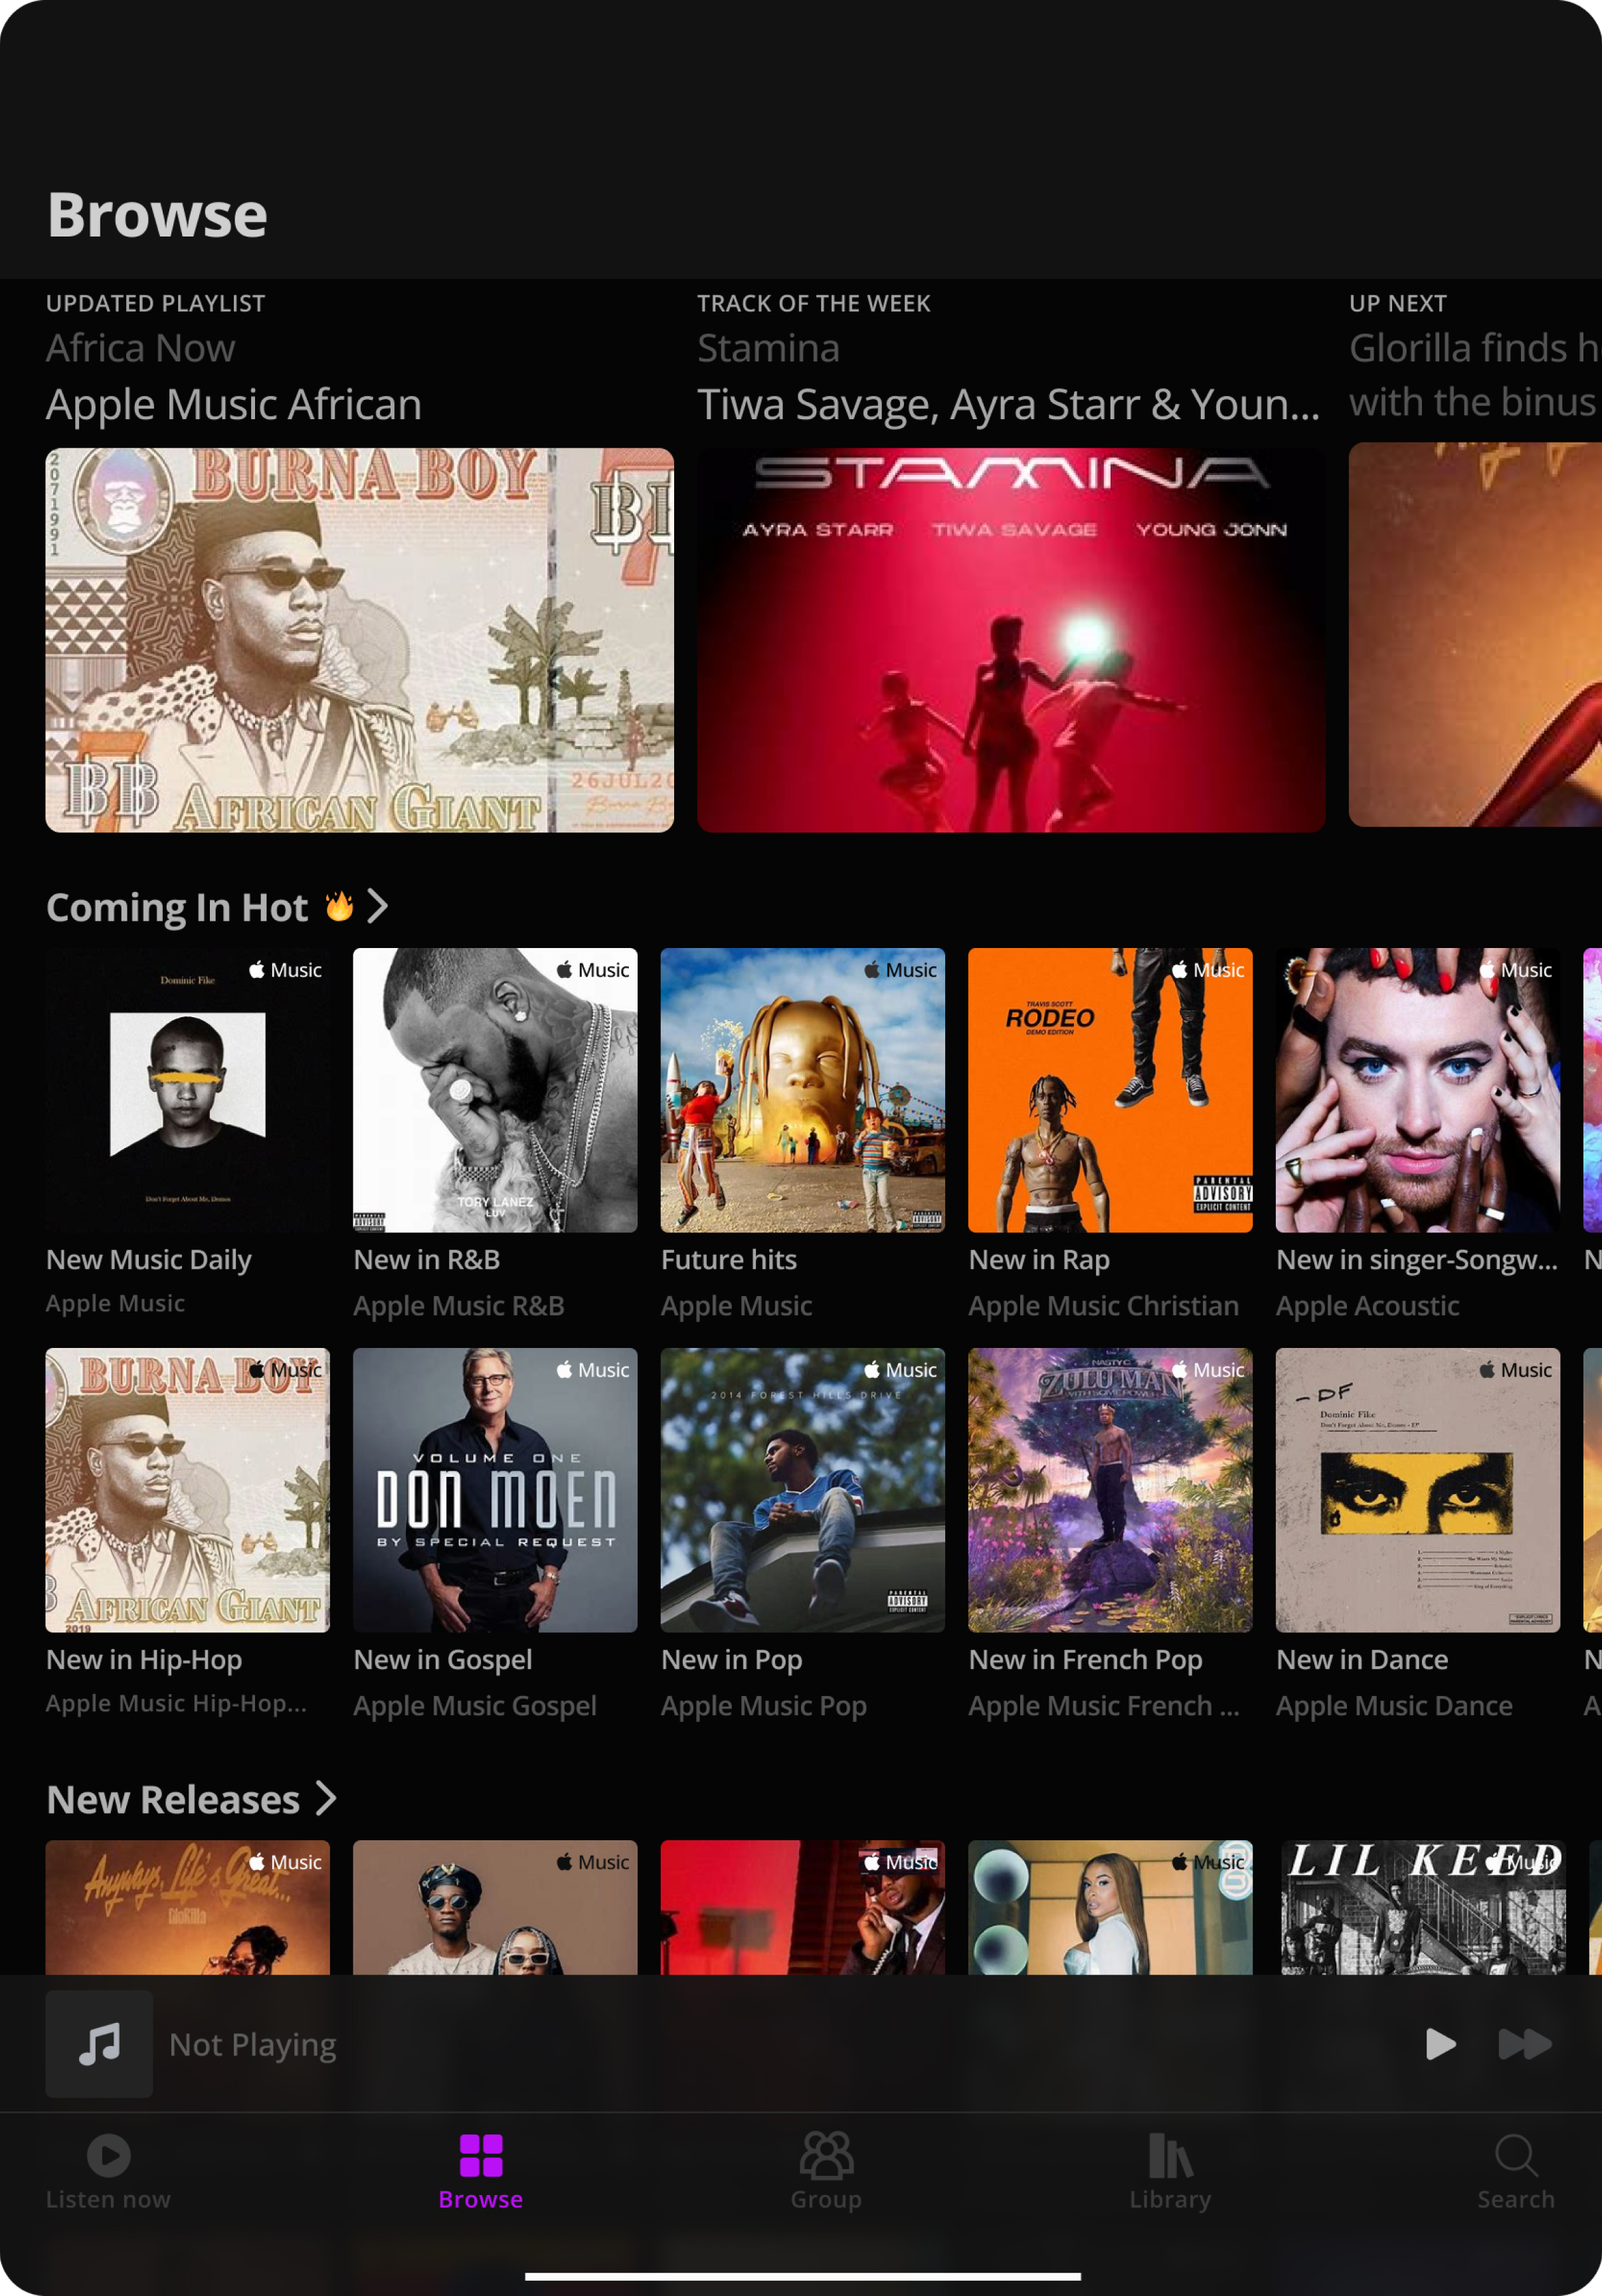 Browse
UPDATED PLAYLIST
Africa Now
Apple Music African
TRACK OF THE WEEK
Stamina
Tiwa Savage, Ayra Starr & Youn...
UP NEXT
Glorilla finds h
with the binus
2071991
BURNA BOY
BB
AFRICAN GIANT
26JUL20
STAMINA
AYRA STARR TIWA SAVAGE YOUNG JONN
Coming In Hot 🔥
Music
Dominic Fike
Don't Forget About Me, Demos
Music
TORY LANEZ
LUV
Music
Music
TRAVIS SCOTT
RODEO
DEMO EDITION
PARENTAL
ADVISORY
EXPLICIT CONTENT
Music
New Music Daily
Apple Music
New in R&B
Apple Music R&B
Future hits
Apple Music
New in Rap
Apple Music Christian
New in singer-Songw...
Apple Acoustic
N
BURNA BOY
Music
AFRICAN GIANT
2019
Music
VOLUME ONE
DON MOEN
BY SPECIAL REQUEST
Music
2014 FOREST HILLS DRIVE
PARENTAL
ADVISORY
EXPLICIT CONTENT
Music
NASTY C
ZULU MAN
WITH SOME POWER
Music
- DF
Dominic Fike
Don't Forget About Me, Demos - EP
New in Hip-Hop
Apple Music Hip-Hop...
New in Gospel
Apple Music Gospel
New in Pop
Apple Music Pop
New in French Pop
Apple Music French ...
New in Dance
Apple Music Dance
N
A
New Releases
Anyways, Life's Great...
GloRilla
Music
Music
Music
Music
LIL KEED
Music
Not Playing
Listen now
Browse
Group
Library
Search